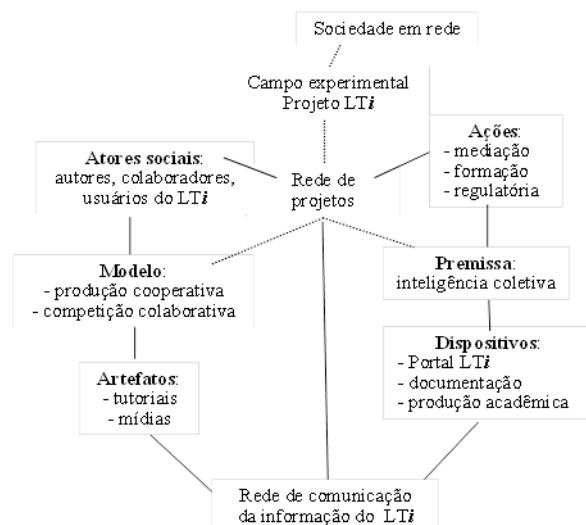 Sociedade em rede
Campo experimental
Projeto LTi
Atores sociais:
autores, colaboradores,
usuários do LTi
Rede de
projetos
Ações:
- mediação
- formação
- regulatória
Modelo:
- produção cooperativa
- competição colaborativa
Premissa:
inteligência coletiva
Artefatos:
- tutoriais
- mídias
Dispositivos:
- Portal LTi
- documentação
- produção acadêmica
Rede de comunicação
da informação do LTi